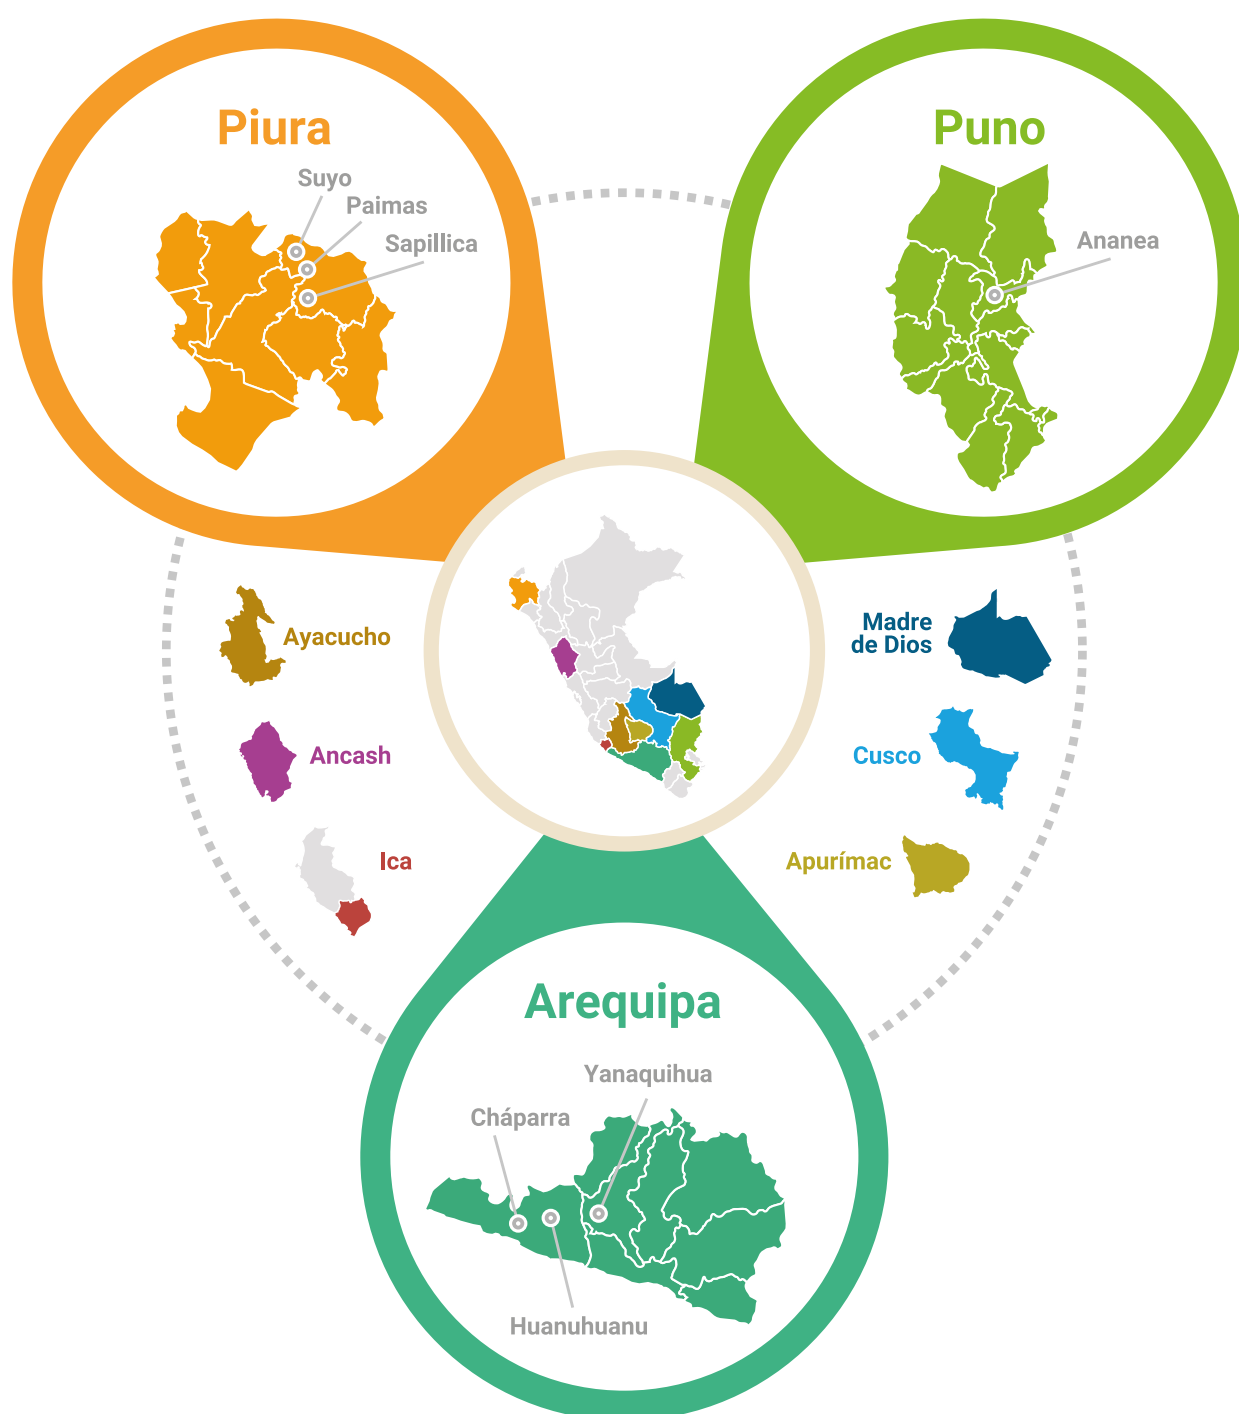 Piura
Suyo
Paimas
Sapillica
Puno
Ananea
Ayacucho
Ancash
Ica
Madre
de Dios
Cusco
Apurímac
Arequipa
Yanaquihua
Cháparra
Huanuhuanu